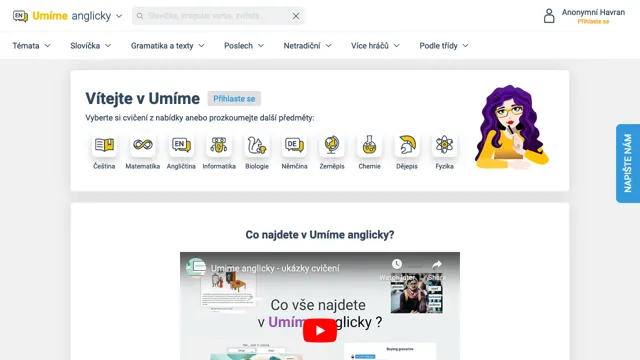 EN Umíme anglicky
Slovíčka, irregular verbs, zvířata...
Anonymní Havran
Přihlaste se
Témata Slovíčka Gramatika a texty Poslech Netradiční Více hráčů Podle třídy
Vítejte v Umíme Přihlaste se
Vyberte si cvičení z nabídky anebo prozkoumejte další předměty:
EN DE
Čeština Matematika Angličtina Informatika Biologie Němčina Zeměpis Chemie Dějepis Fyzika
NAPIŠTE NÁM
Co najdete v Umíme anglicky?
Umíme anglicky - ukázky cvičení
Watch later Share
Co vše najdete
v Umíme anglicky ?
Buying groceries